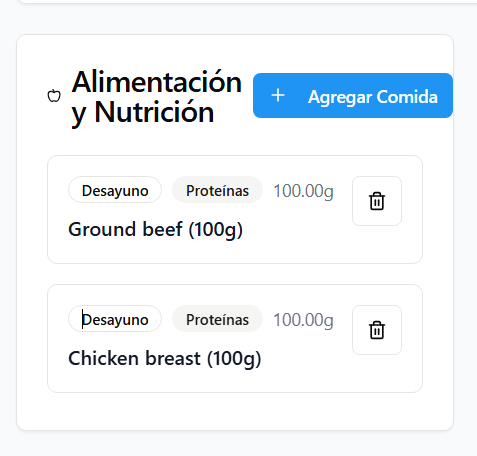 Alimentación
y Nutrición
+ Agregar Comida
Desayuno Proteínas 100.00g
Ground beef (100g)
Desayuno Proteínas 100.00g
Chicken breast (100g)